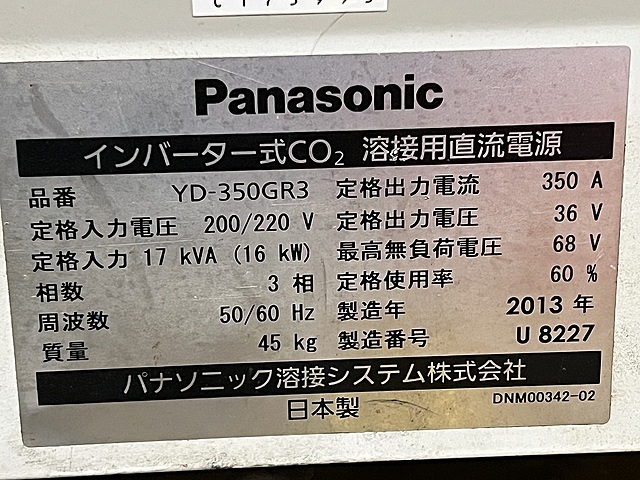 Panasonic
インバーター式CO₂ 溶接用直流電源
品番 YD-350GR3 定格出力電流 350 A
定格入力電圧 200/220 V 定格出力電圧 36 V
定格入力 17 kVA (16 kW) 最高無負荷電圧 68 V
相数 3 相 定格使用率 60 %
周波数 50/60 Hz 製造年 2013 年
質量 45 kg 製造番号 U 8227
パナソニック溶接システム株式会社
日本製 DNM00342-02